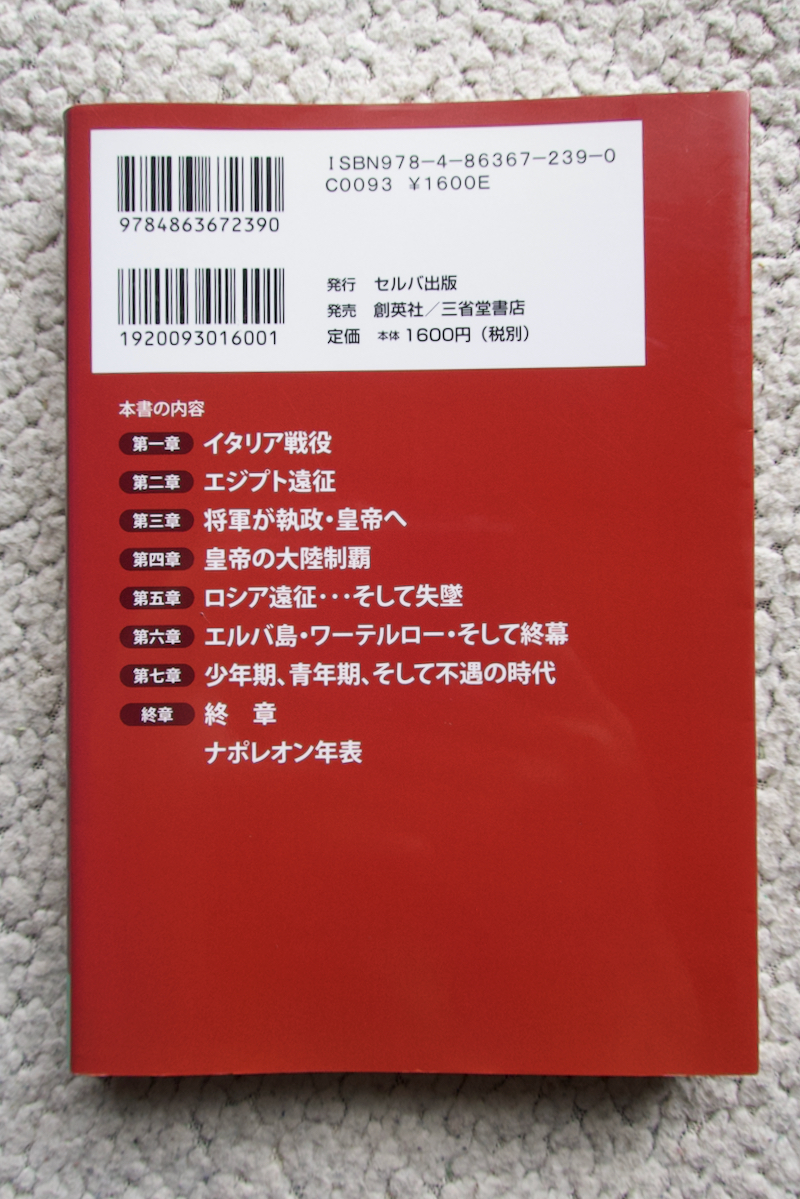 ISBN978-4-86367-239-0
C0093 ¥1600E
9784863672390
1920093016001
発行 セルバ出版
発売 創英社／三省堂書店
定価 本体1600円（税別）
本書の内容
第一章 イタリア戦役
第二章 エジプト遠征
第三章 将軍が執政・皇帝へ
第四章 皇帝の大陸制覇
第五章 ロシア遠征･･･そして失墜
第六章 エルバ島・ワーテルロー・そして終幕
第七章 少年期、青年期、そして不遇の時代
終章 終　章
ナポレオン年表